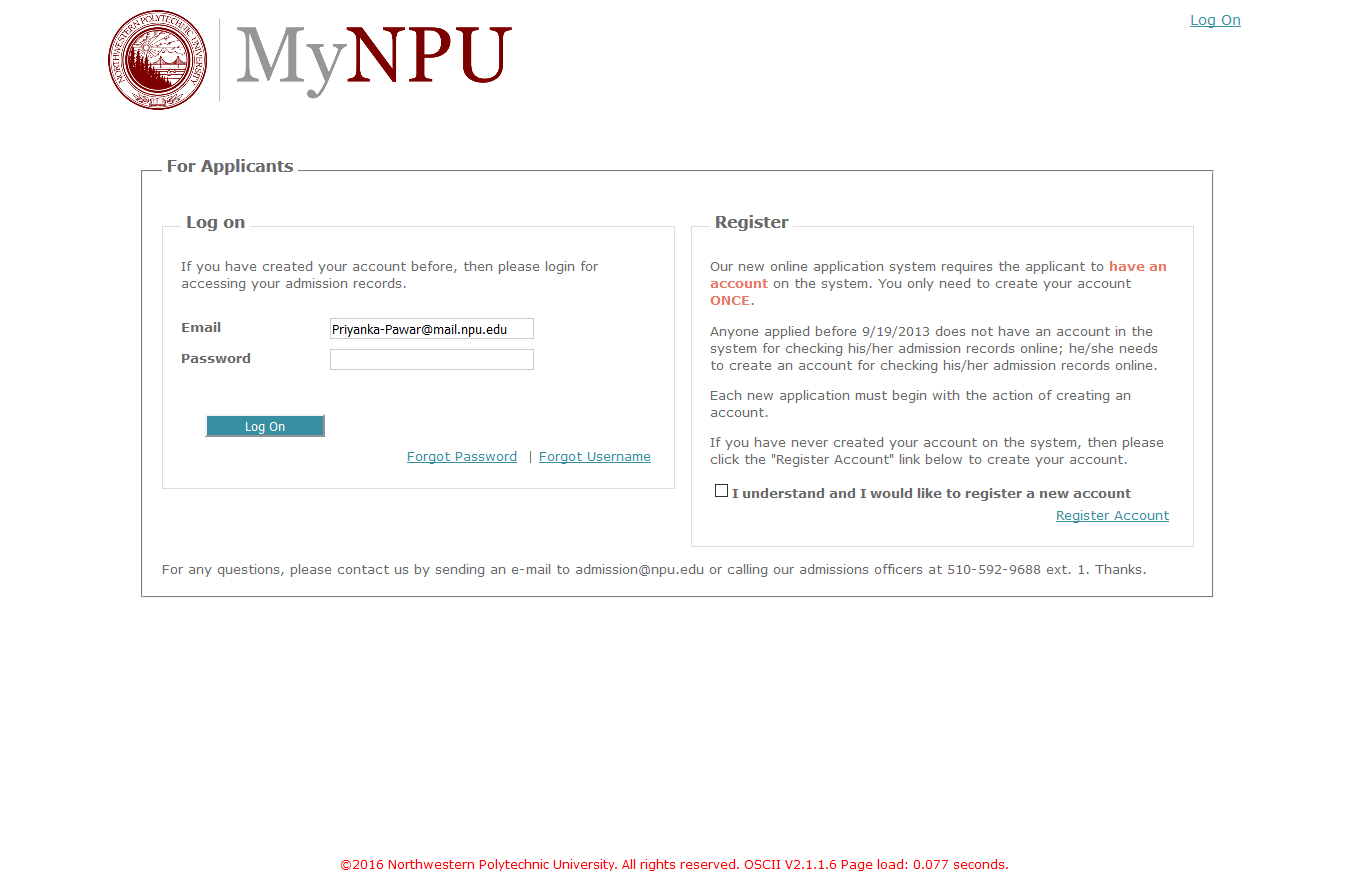 NORTHWESTERN POLYTECHNIC UNIVERSITY
MyNPU
Log On
For Applicants
Log on
If you have created your account before, then please login for
accessing your admission records.
Email
Priyanka-Pawar@mail.npu.edu
Password
Log On
Forgot Password | Forgot Username
Register
Our new online application system requires the applicant to have an
account on the system. You only need to create your account
ONCE.
Anyone applied before 9/19/2013 does not have an account in the
system for checking his/her admission records online; he/she needs
to create an account for checking his/her admission records online.
Each new application must begin with the action of creating an
account.
If you have never created your account on the system, then please
click the "Register Account" link below to create your account.
I understand and I would like to register a new account
Register Account
For any questions, please contact us by sending an e-mail to admission@npu.edu or calling our admissions officers at 510-592-9688 ext. 1. Thanks.
©2016 Northwestern Polytechnic University. All rights reserved. OSCII V2.1.1.6 Page load: 0.077 seconds.